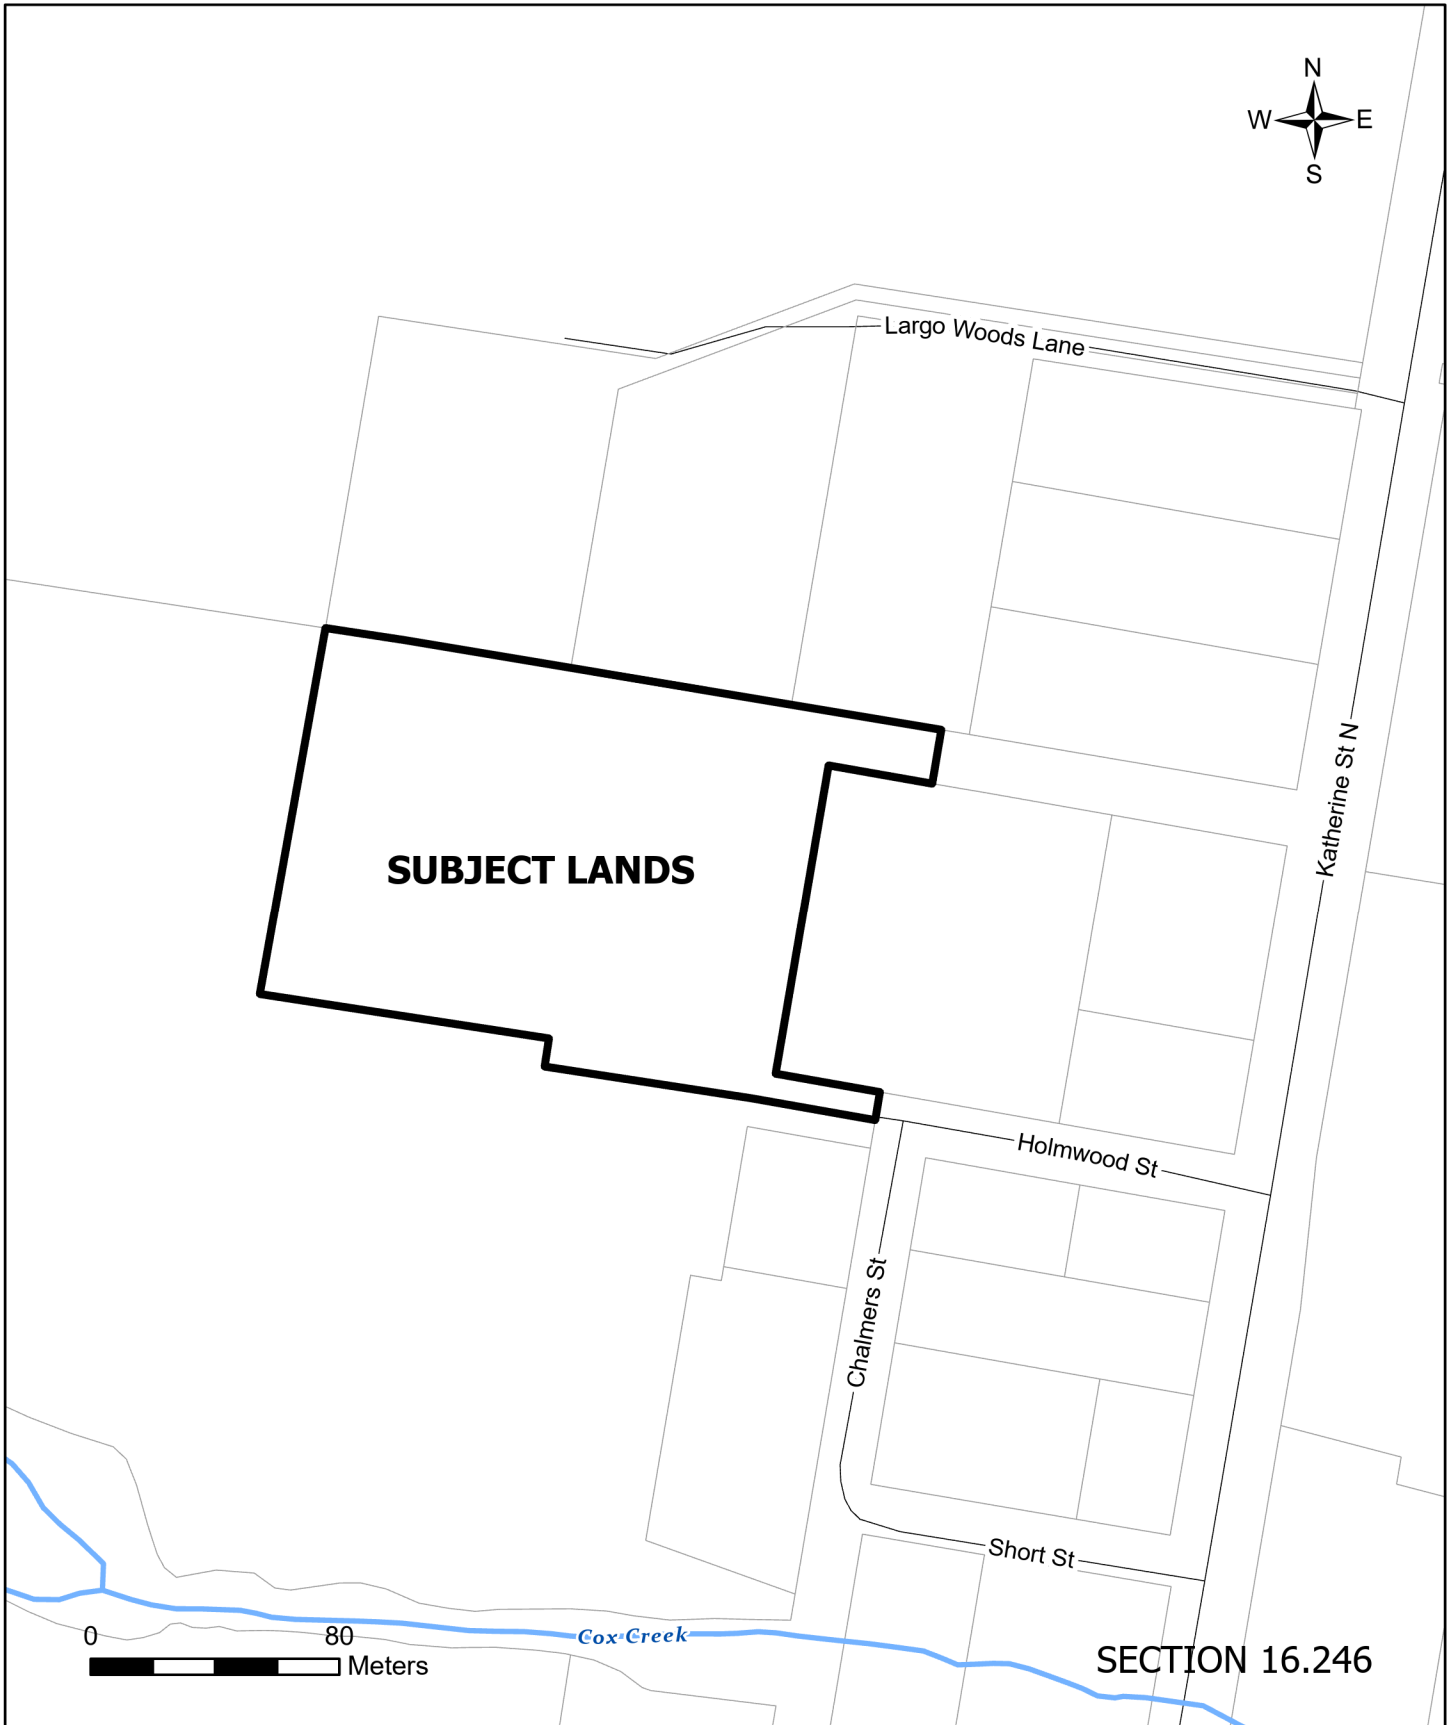 N
W E
S
Largo Woods Lane
Katherine St N
SUBJECT LANDS
Holmwood St
Chalmers St
Short St
Cox Creek
0 80
Meters
SECTION 16.246